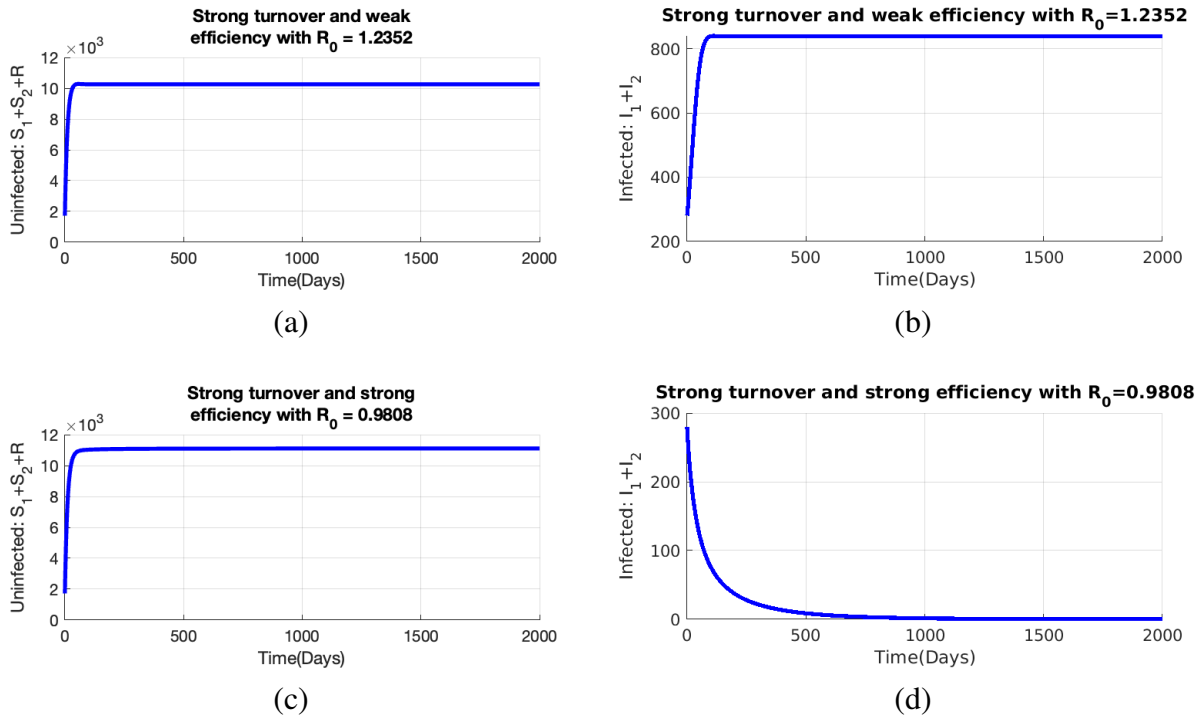 Strong turnover and weak
efficiency with R0 = 1.2352
×10^3
12
10
8
6
4
2
0
Uninfected: S1+S2+R
0 500 1000 1500 2000
Time(Days)
(a)
Strong turnover and weak efficiency with R0=1.2352
800
600
400
200
Infected: I1+I2
0 500 1000 1500 2000
Time(Days)
(b)
Strong turnover and strong
efficiency with R0 = 0.9808
×10^3
12
10
8
6
4
2
0
Uninfected: S1+S2+R
0 500 1000 1500 2000
Time(Days)
(c)
Strong turnover and strong efficiency with R0=0.9808
300
200
100
0
Infected: I1+I2
0 500 1000 1500 2000
Time(Days)
(d)